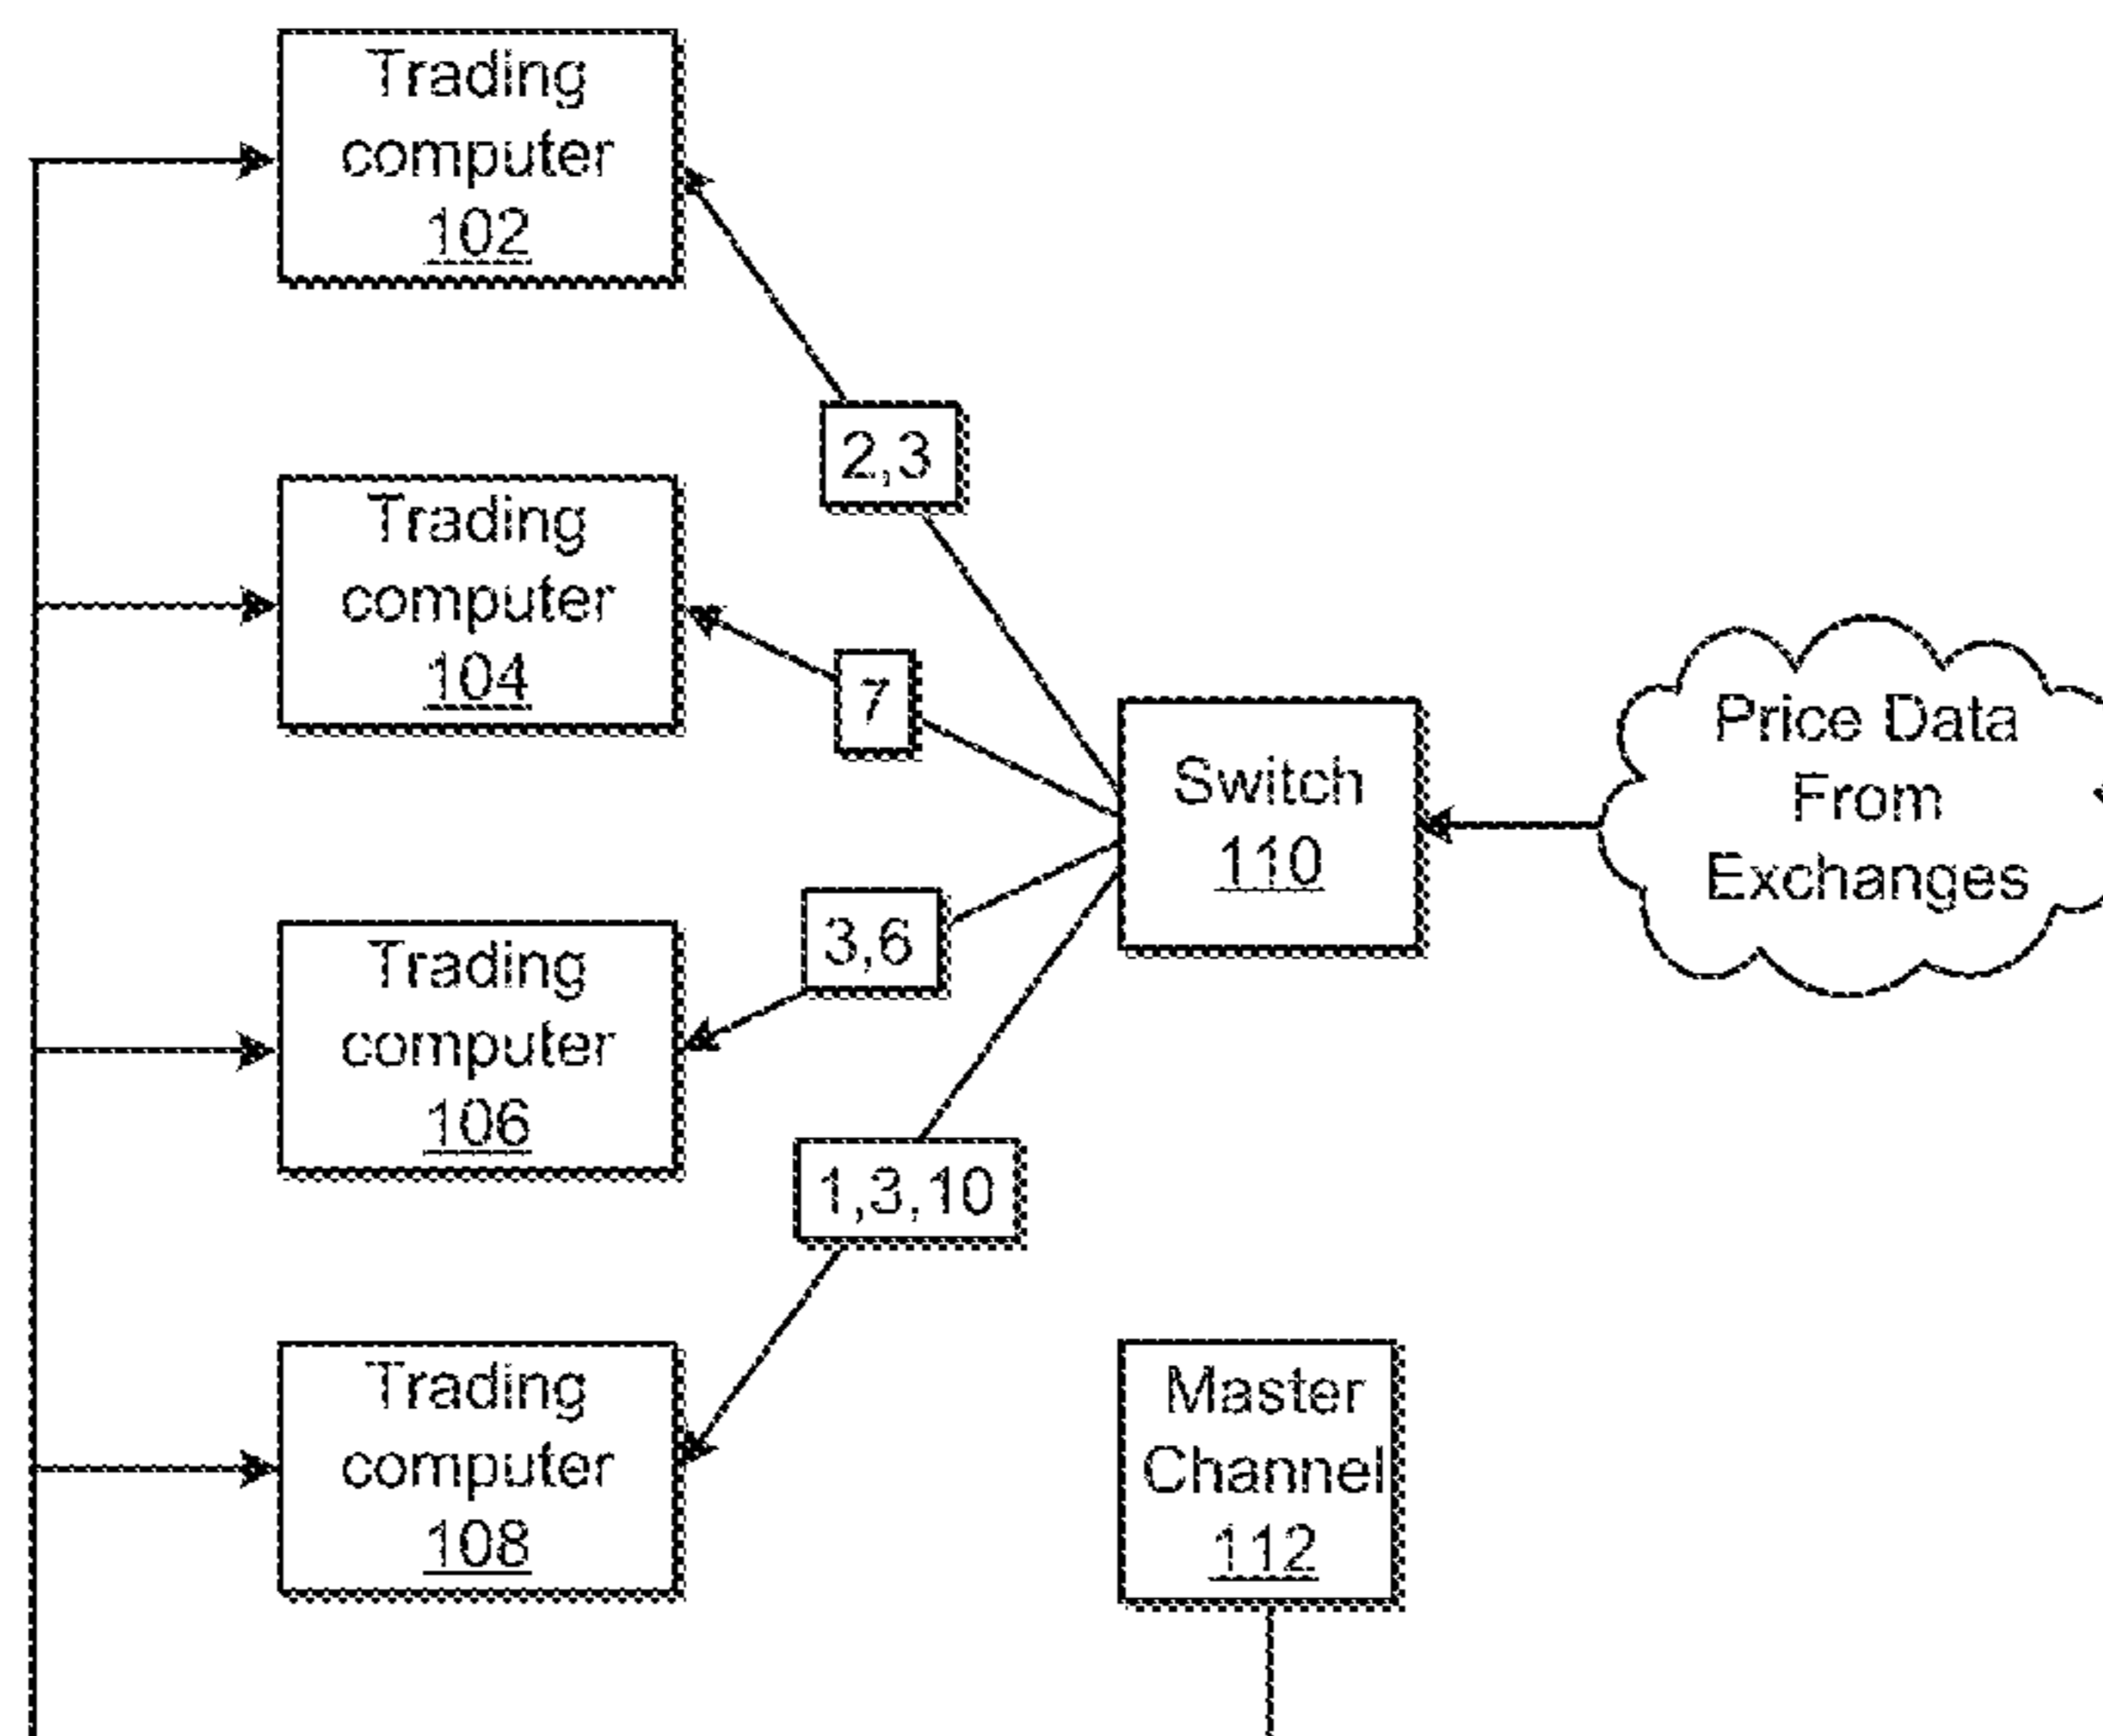 Trading
computer
102
2,3
Trading
computer
104
7
Switch
110
Price Data
From
Exchanges
3,6
Trading
computer
106
1,3,10
Trading
computer
108
Master
Channel
112